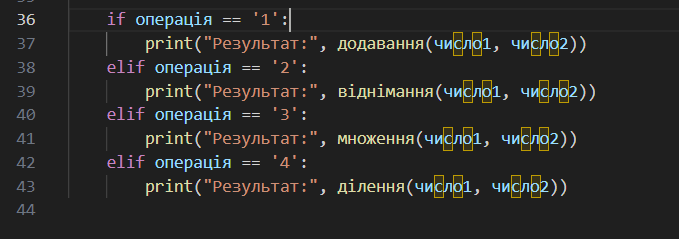 36 if операція == '1':
37 print("Результат:", додавання(число1, число2))
38 elif операція == '2':
39 print("Результат:", віднімання(число1, число2))
40 elif операція == '3':
41 print("Результат:", множення(число1, число2))
42 elif операція == '4':
43 print("Результат:", ділення(число1, число2))
44